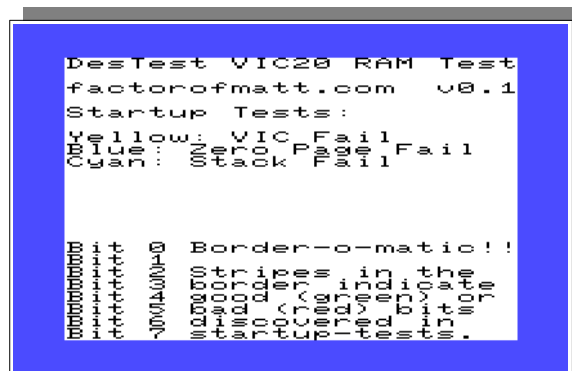 DesTest VIC20 RAM Test
factorofmatt.com v0.1
Startup Tests:
Yellow: VIC Fail
Blue: Zero Page Fail
Cyan: Stack Fail
Bit 0 Border-o-matic!!
Bit 1
Bit 2 Stripes in the
Bit 3 border indicate
Bit 4 good (green) or
Bit 5 bad (red) bits
Bit 6 discovered in
Bit 7 startup-tests.